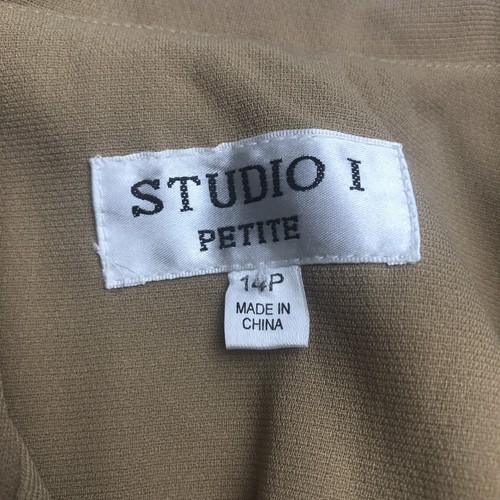 STUDIO I
PETITE
14P
MADE IN
CHINA